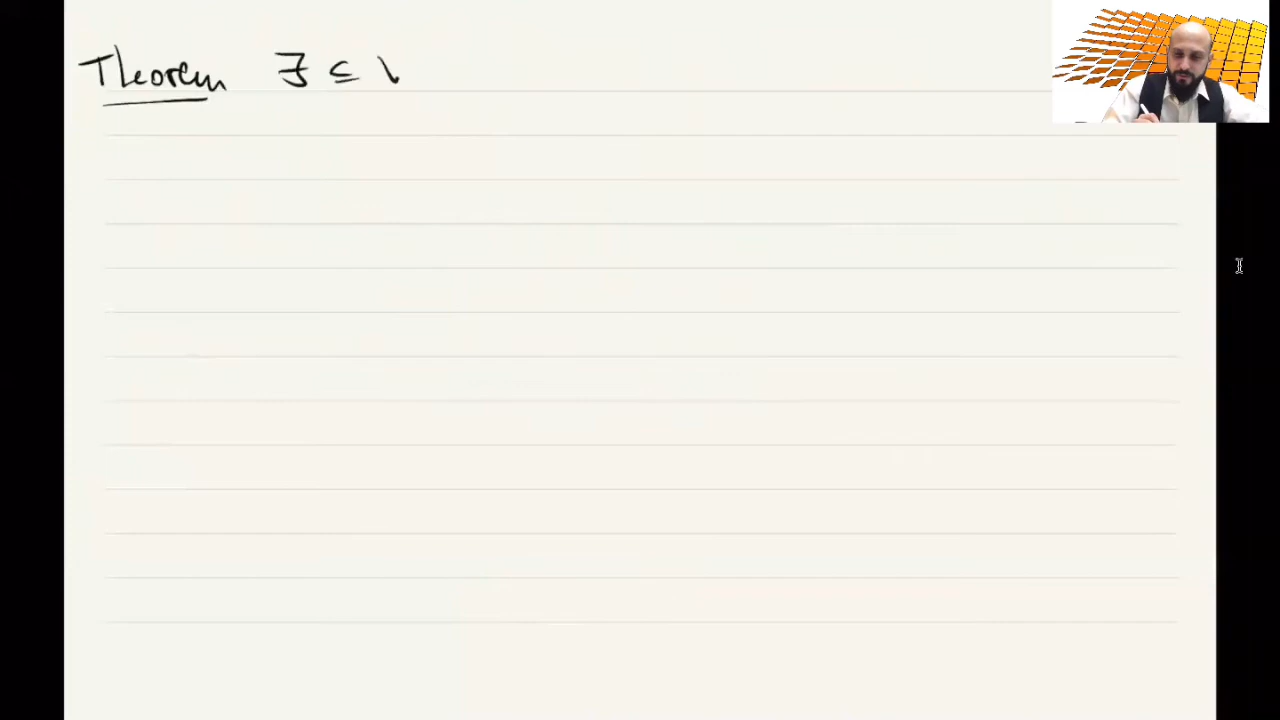 Theorem ∃ ⊆ \